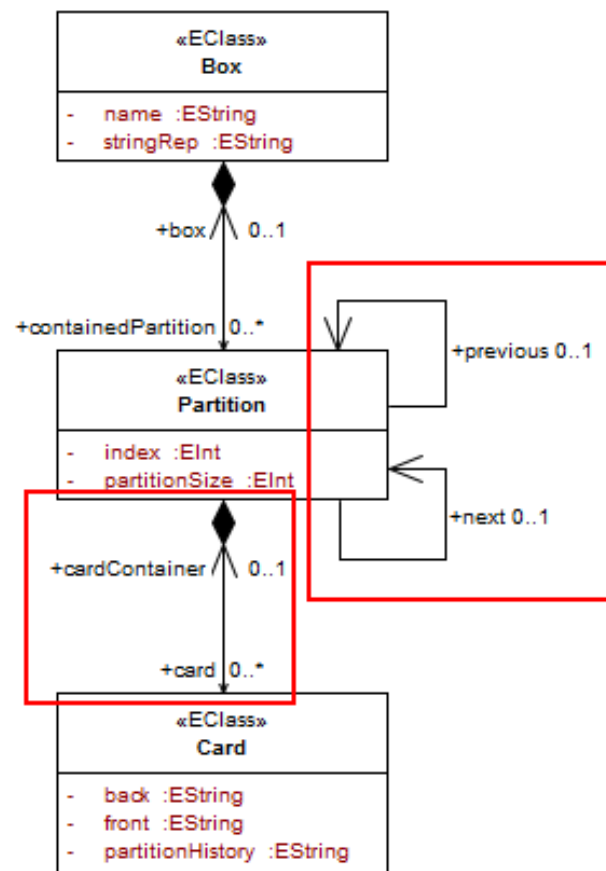 «EClass»
Box
- name :EString
- stringRep :EString
+box 0..1
+containedPartition 0..*
«EClass»
Partition
+previous 0..1
- index :EInt
- partitionSize :EInt
+next 0..1
+cardContainer 0..1
+card 0..*
«EClass»
Card
- back :EString
- front :EString
- partitionHistory :EString